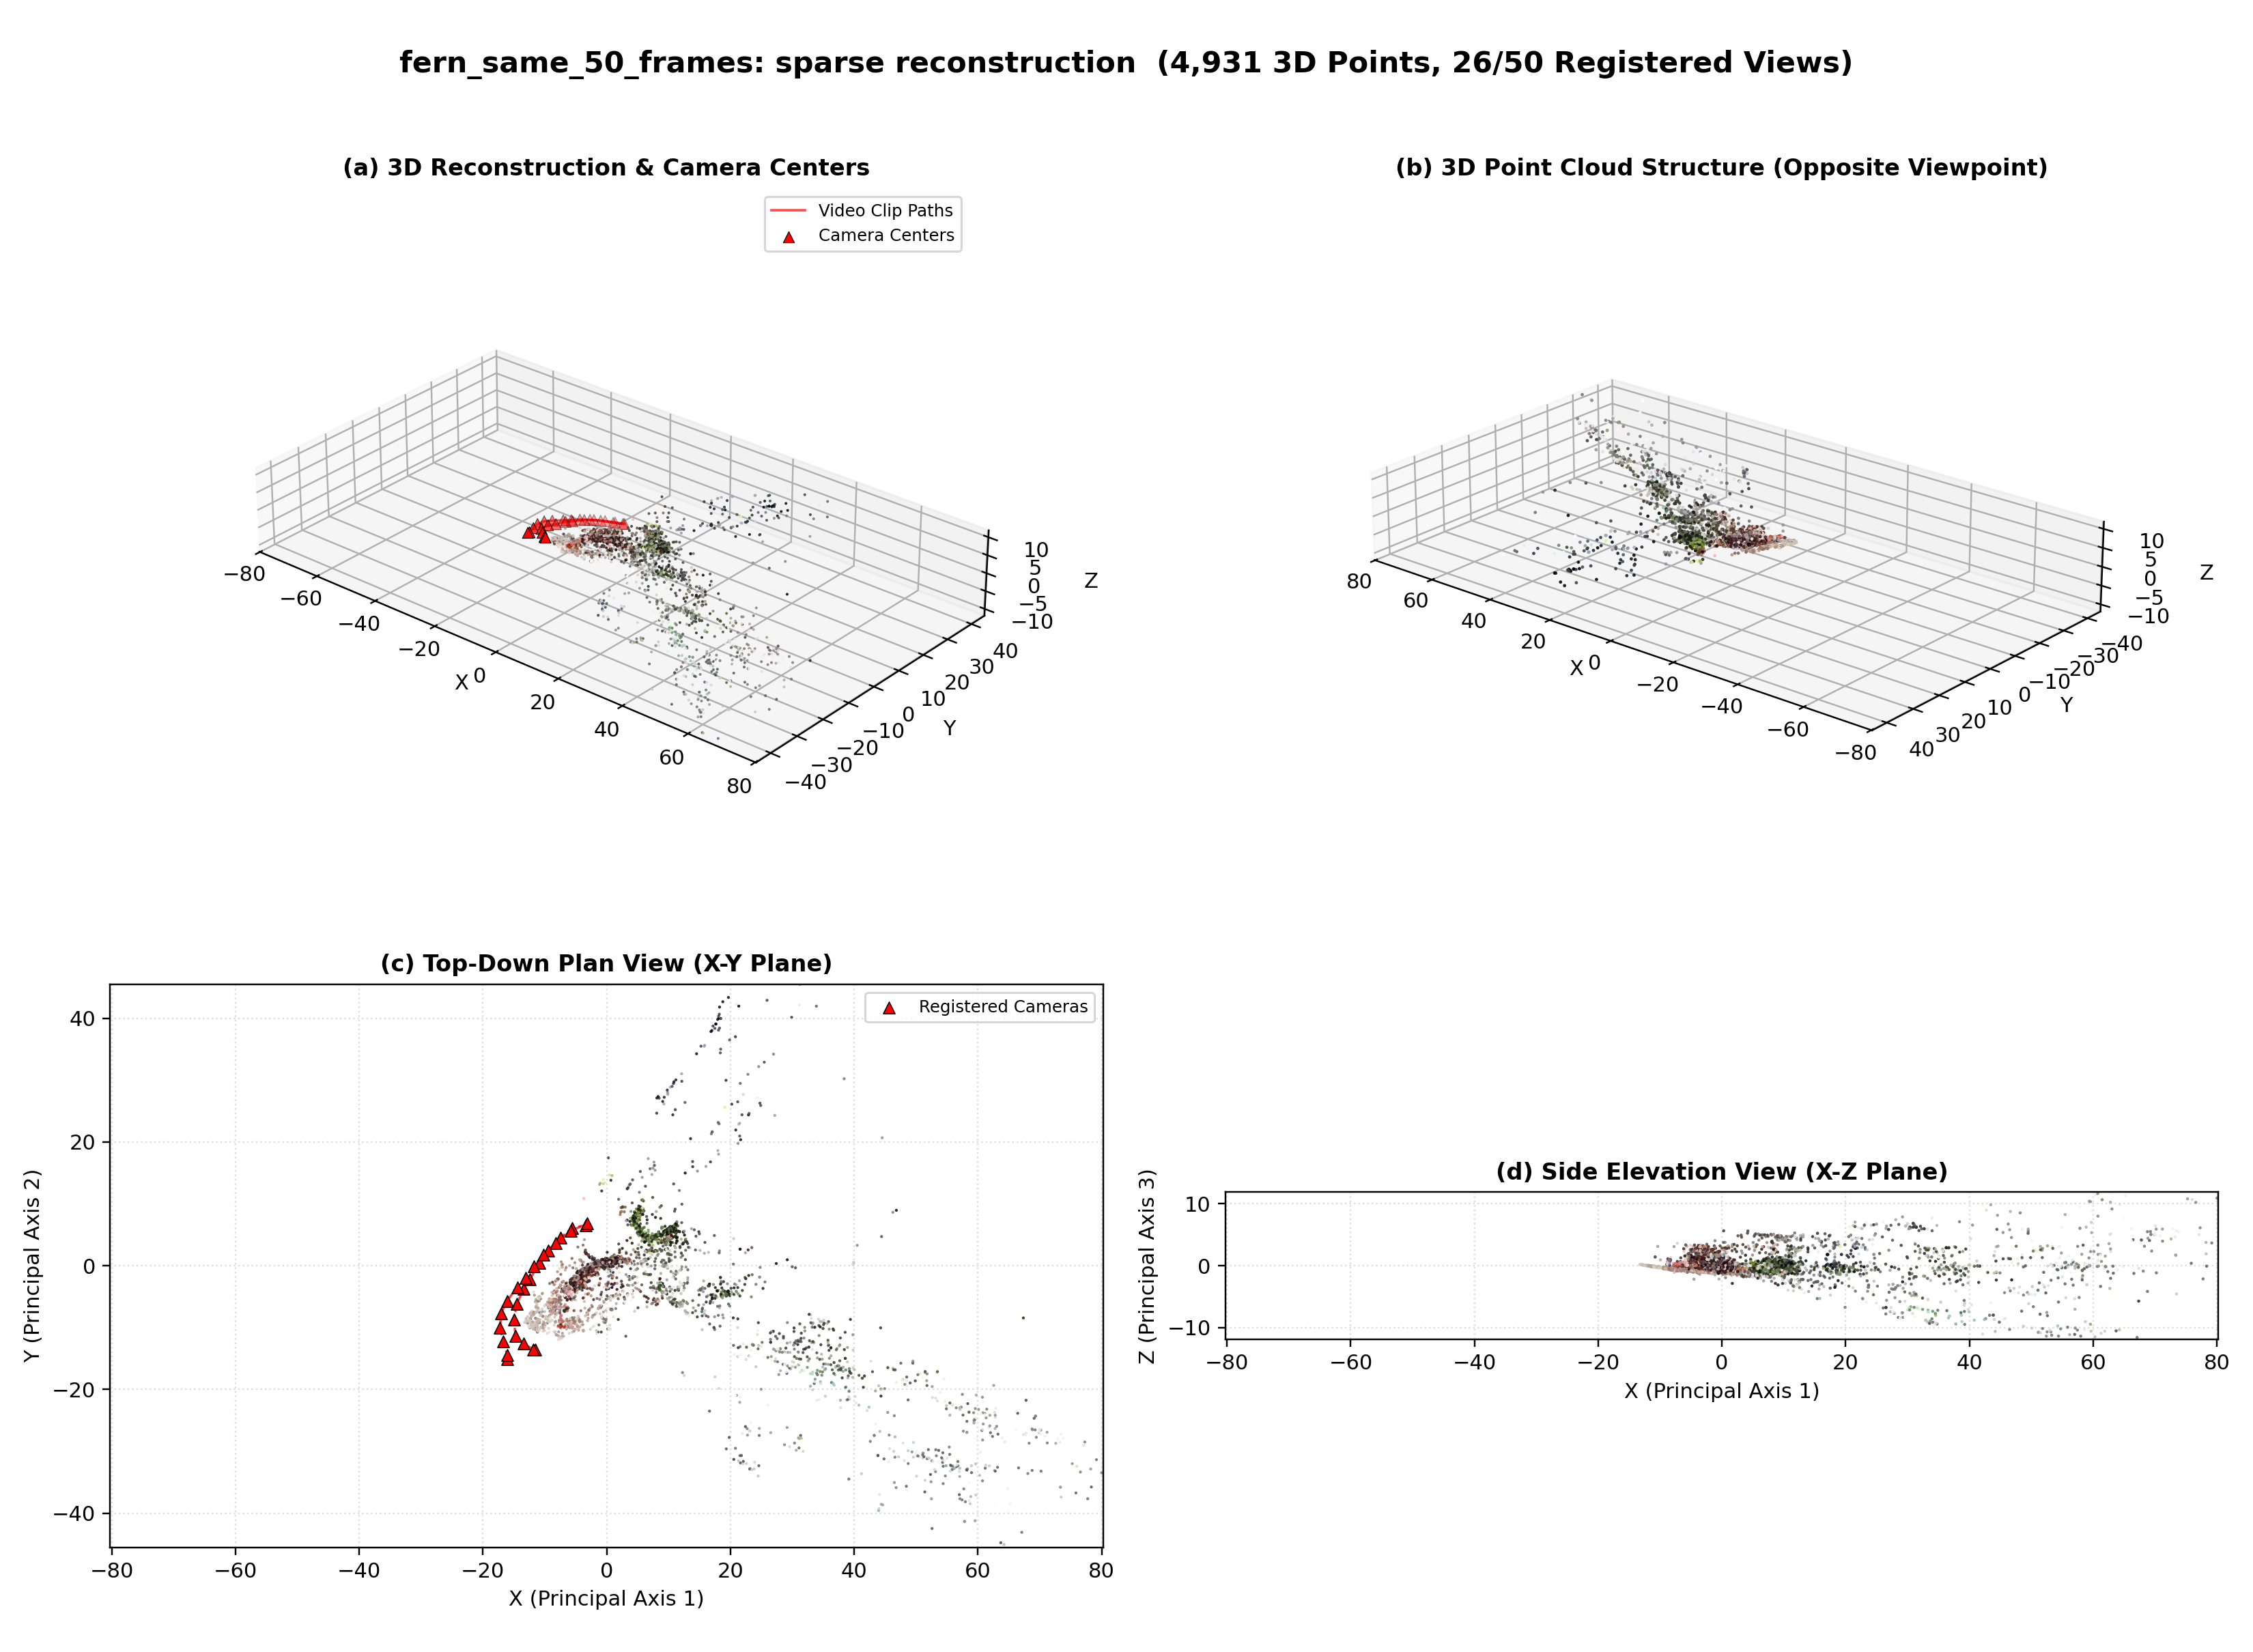 fern_same_50_frames: sparse reconstruction (4,931 3D Points, 26/50 Registered Views)
(a) 3D Reconstruction & Camera Centers
Video Clip Paths
Camera Centers
−80
−60
−40
−20
0
20
40
60
80
X
−40
−30
−20
−10
0
10
20
30
40
Y
10
5
0
−5
−10
Z
(b) 3D Point Cloud Structure (Opposite Viewpoint)
80
60
40
20
0
−20
−40
−60
−80
X
40
30
20
10
0
−10
−20
−30
−40
Y
10
5
0
−5
−10
Z
(c) Top-Down Plan View (X-Y Plane)
Registered Cameras
40
20
0
−20
−40
Y (Principal Axis 2)
−80 −60 −40 −20 0 20 40 60 80
X (Principal Axis 1)
(d) Side Elevation View (X-Z Plane)
10
0
−10
Z (Principal Axis 3)
−80 −60 −40 −20 0 20 40 60 80
X (Principal Axis 1)